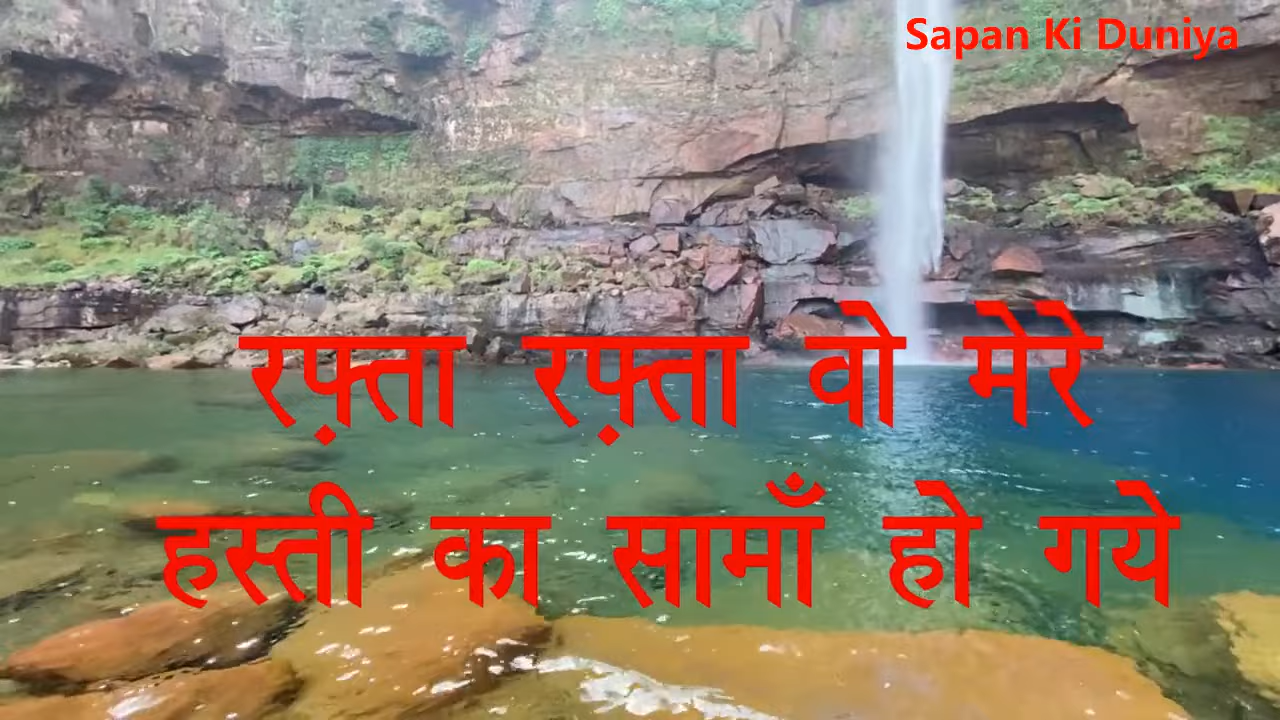 Sapan Ki Duniya
रफ़्ता रफ़्ता वो मेरे
हस्ती का सामाँ हो गये